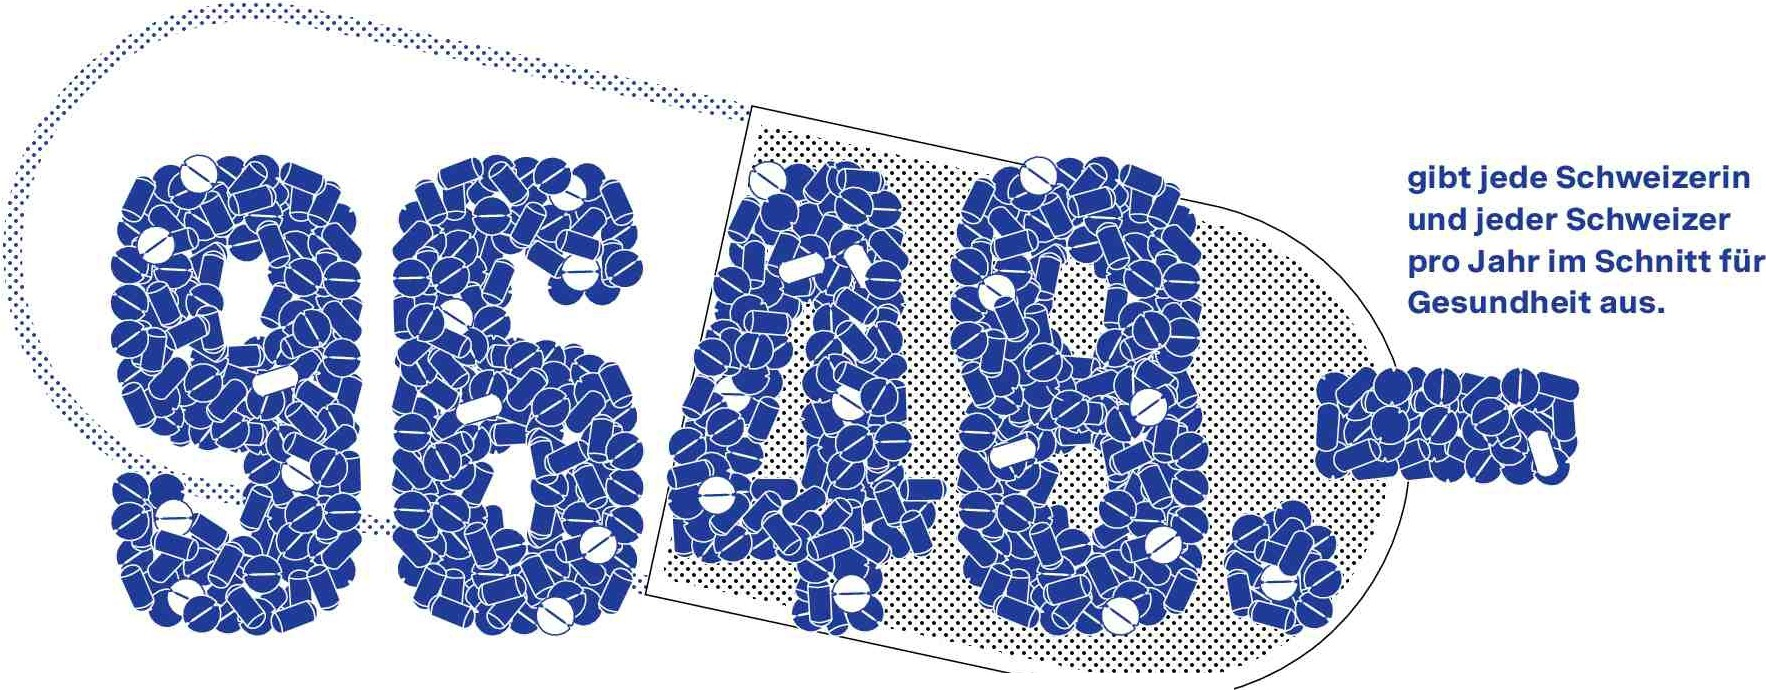 9648.–
gibt jede Schweizerin
und jeder Schweizer
pro Jahr im Schnitt für
Gesundheit aus.